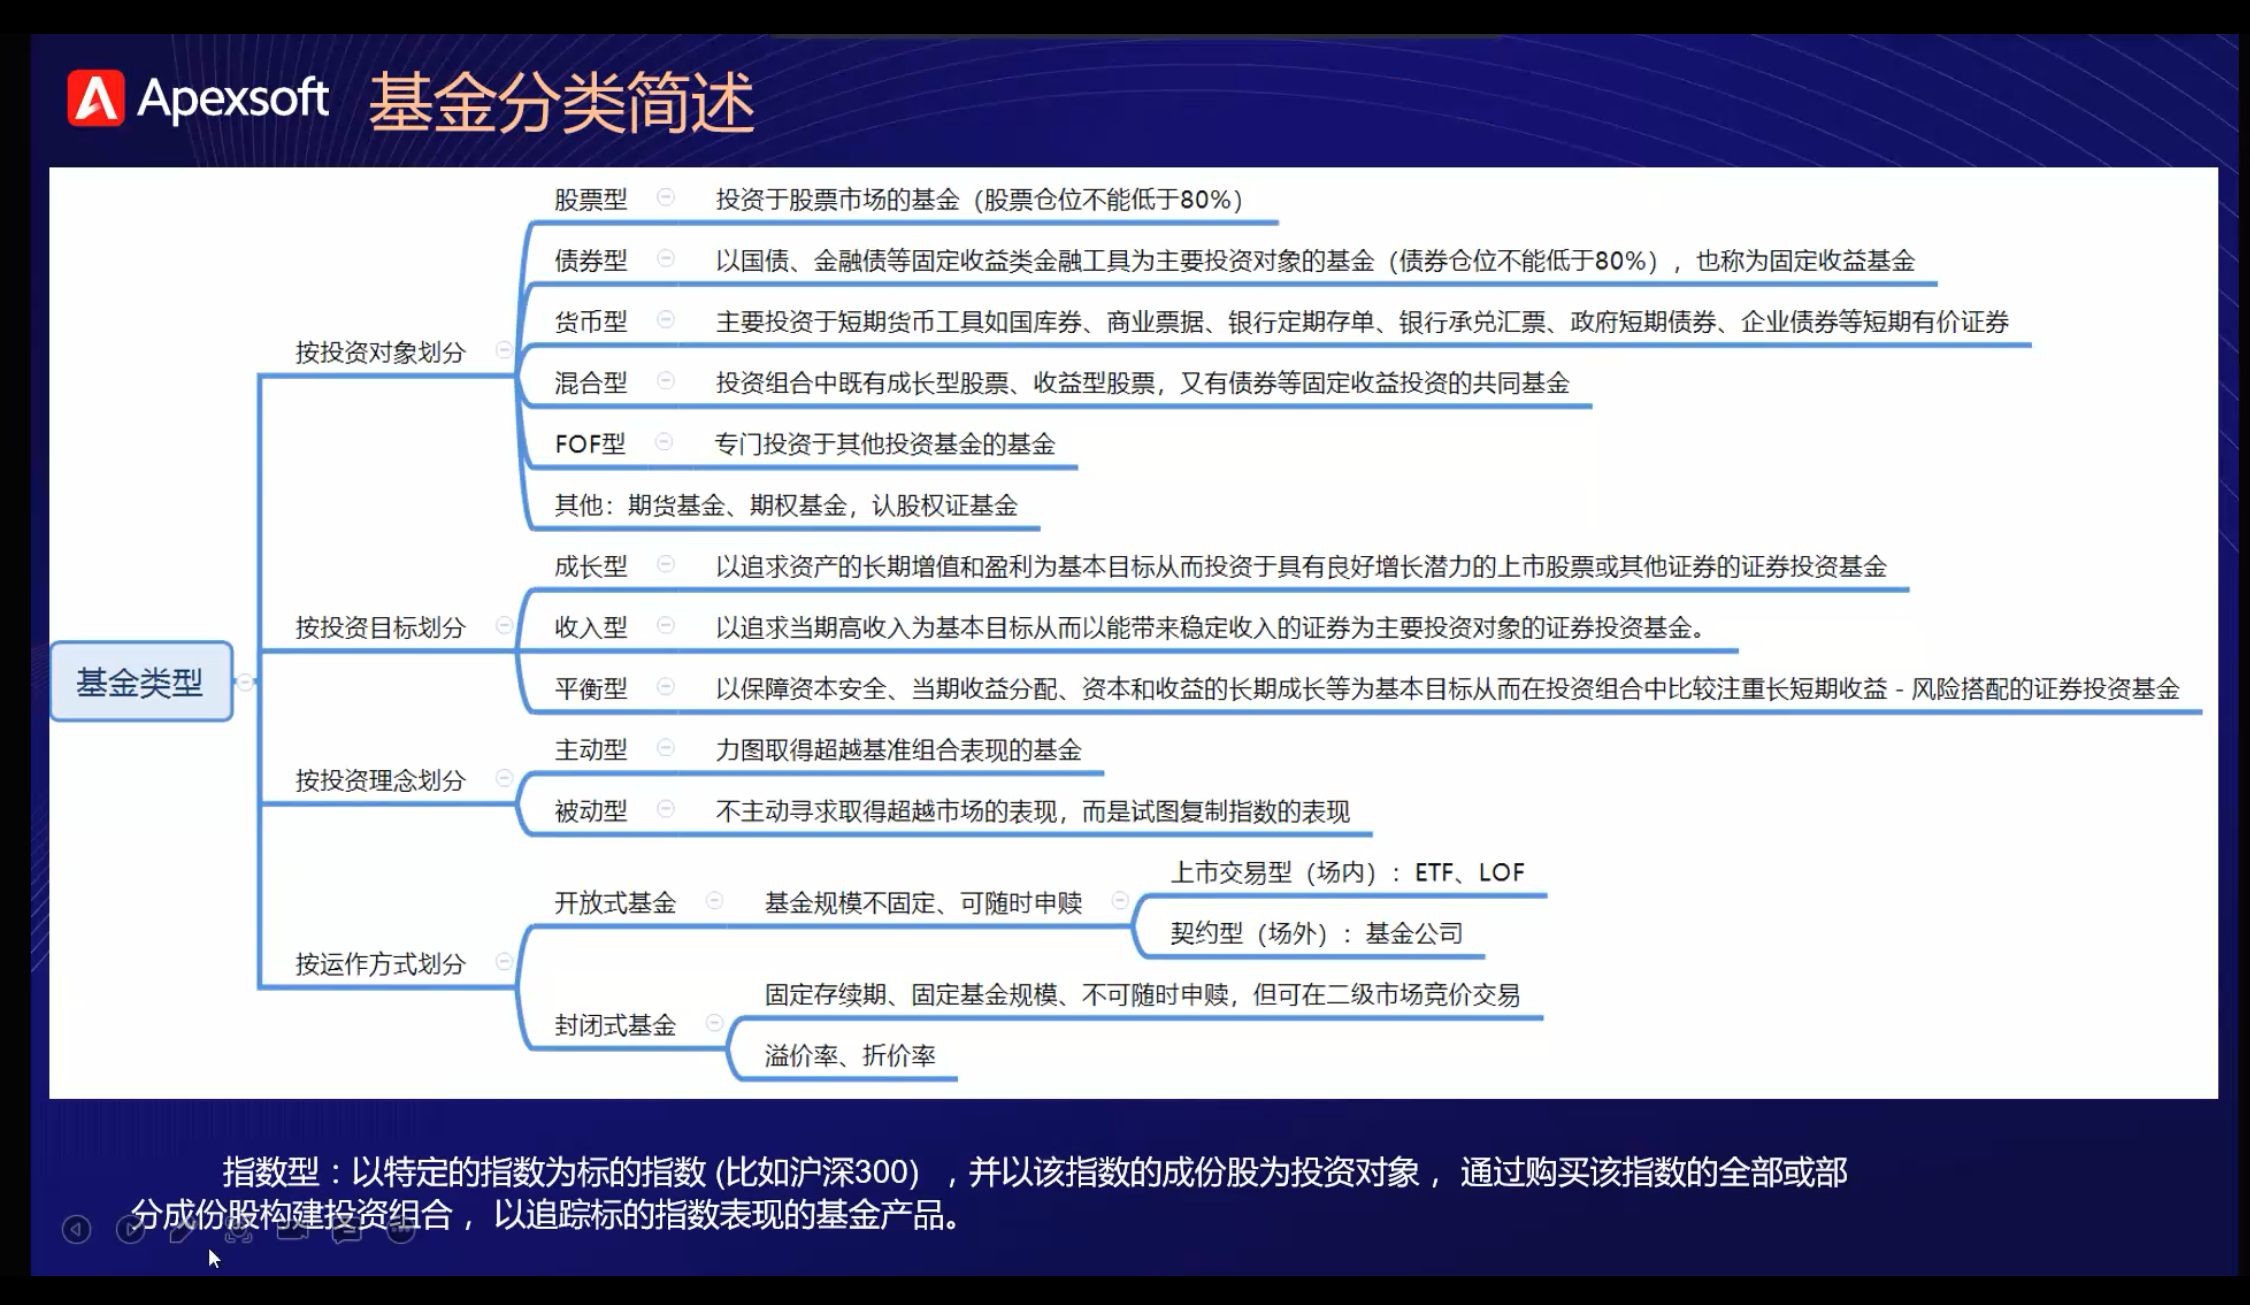 Apexsoft 基金分类简述
股票型 投资于股票市场的基金（股票仓位不能低于80%）
债券型 以国债、金融债等固定收益类金融工具为主要投资对象的基金（债券仓位不能低于80%），也称为固定收益基金
货币型 主要投资于短期货币工具如国库券、商业票据、银行定期存单、银行承兑汇票、政府短期债券、企业债券等短期有价证券
按投资对象划分
混合型 投资组合中既有成长型股票、收益型股票，又有债券等固定收益投资的共同基金
FOF型 专门投资于其他投资基金的基金
其他：期货基金、期权基金，认股权证基金
成长型 以追求资产的长期增值和盈利为基本目标从而投资于具有良好增长潜力的上市股票或其他证券的证券投资基金
按投资目标划分 收入型 以追求当期高收入为基本目标从而以能带来稳定收入的证券为主要投资对象的证券投资基金。
基金类型
平衡型 以保障资本安全、当期收益分配、资本和收益的长期成长等为基本目标从而在投资组合中比较注重长短期收益－风险搭配的证券投资基金
主动型 力图取得超越基准组合表现的基金
按投资理念划分
被动型 不主动寻求取得超越市场的表现，而是试图复制指数的表现
上市交易型（场内）：ETF、LOF
开放式基金 基金规模不固定、可随时申赎
契约型（场外）：基金公司
按运作方式划分
固定存续期、固定基金规模、不可随时申赎，但可在二级市场竞价交易
封闭式基金
溢价率、折价率
指数型：以特定的指数为标的指数 (比如沪深300)，并以该指数的成份股为投资对象，通过购买该指数的全部或部
分成份股构建投资组合，以追踪标的指数表现的基金产品。